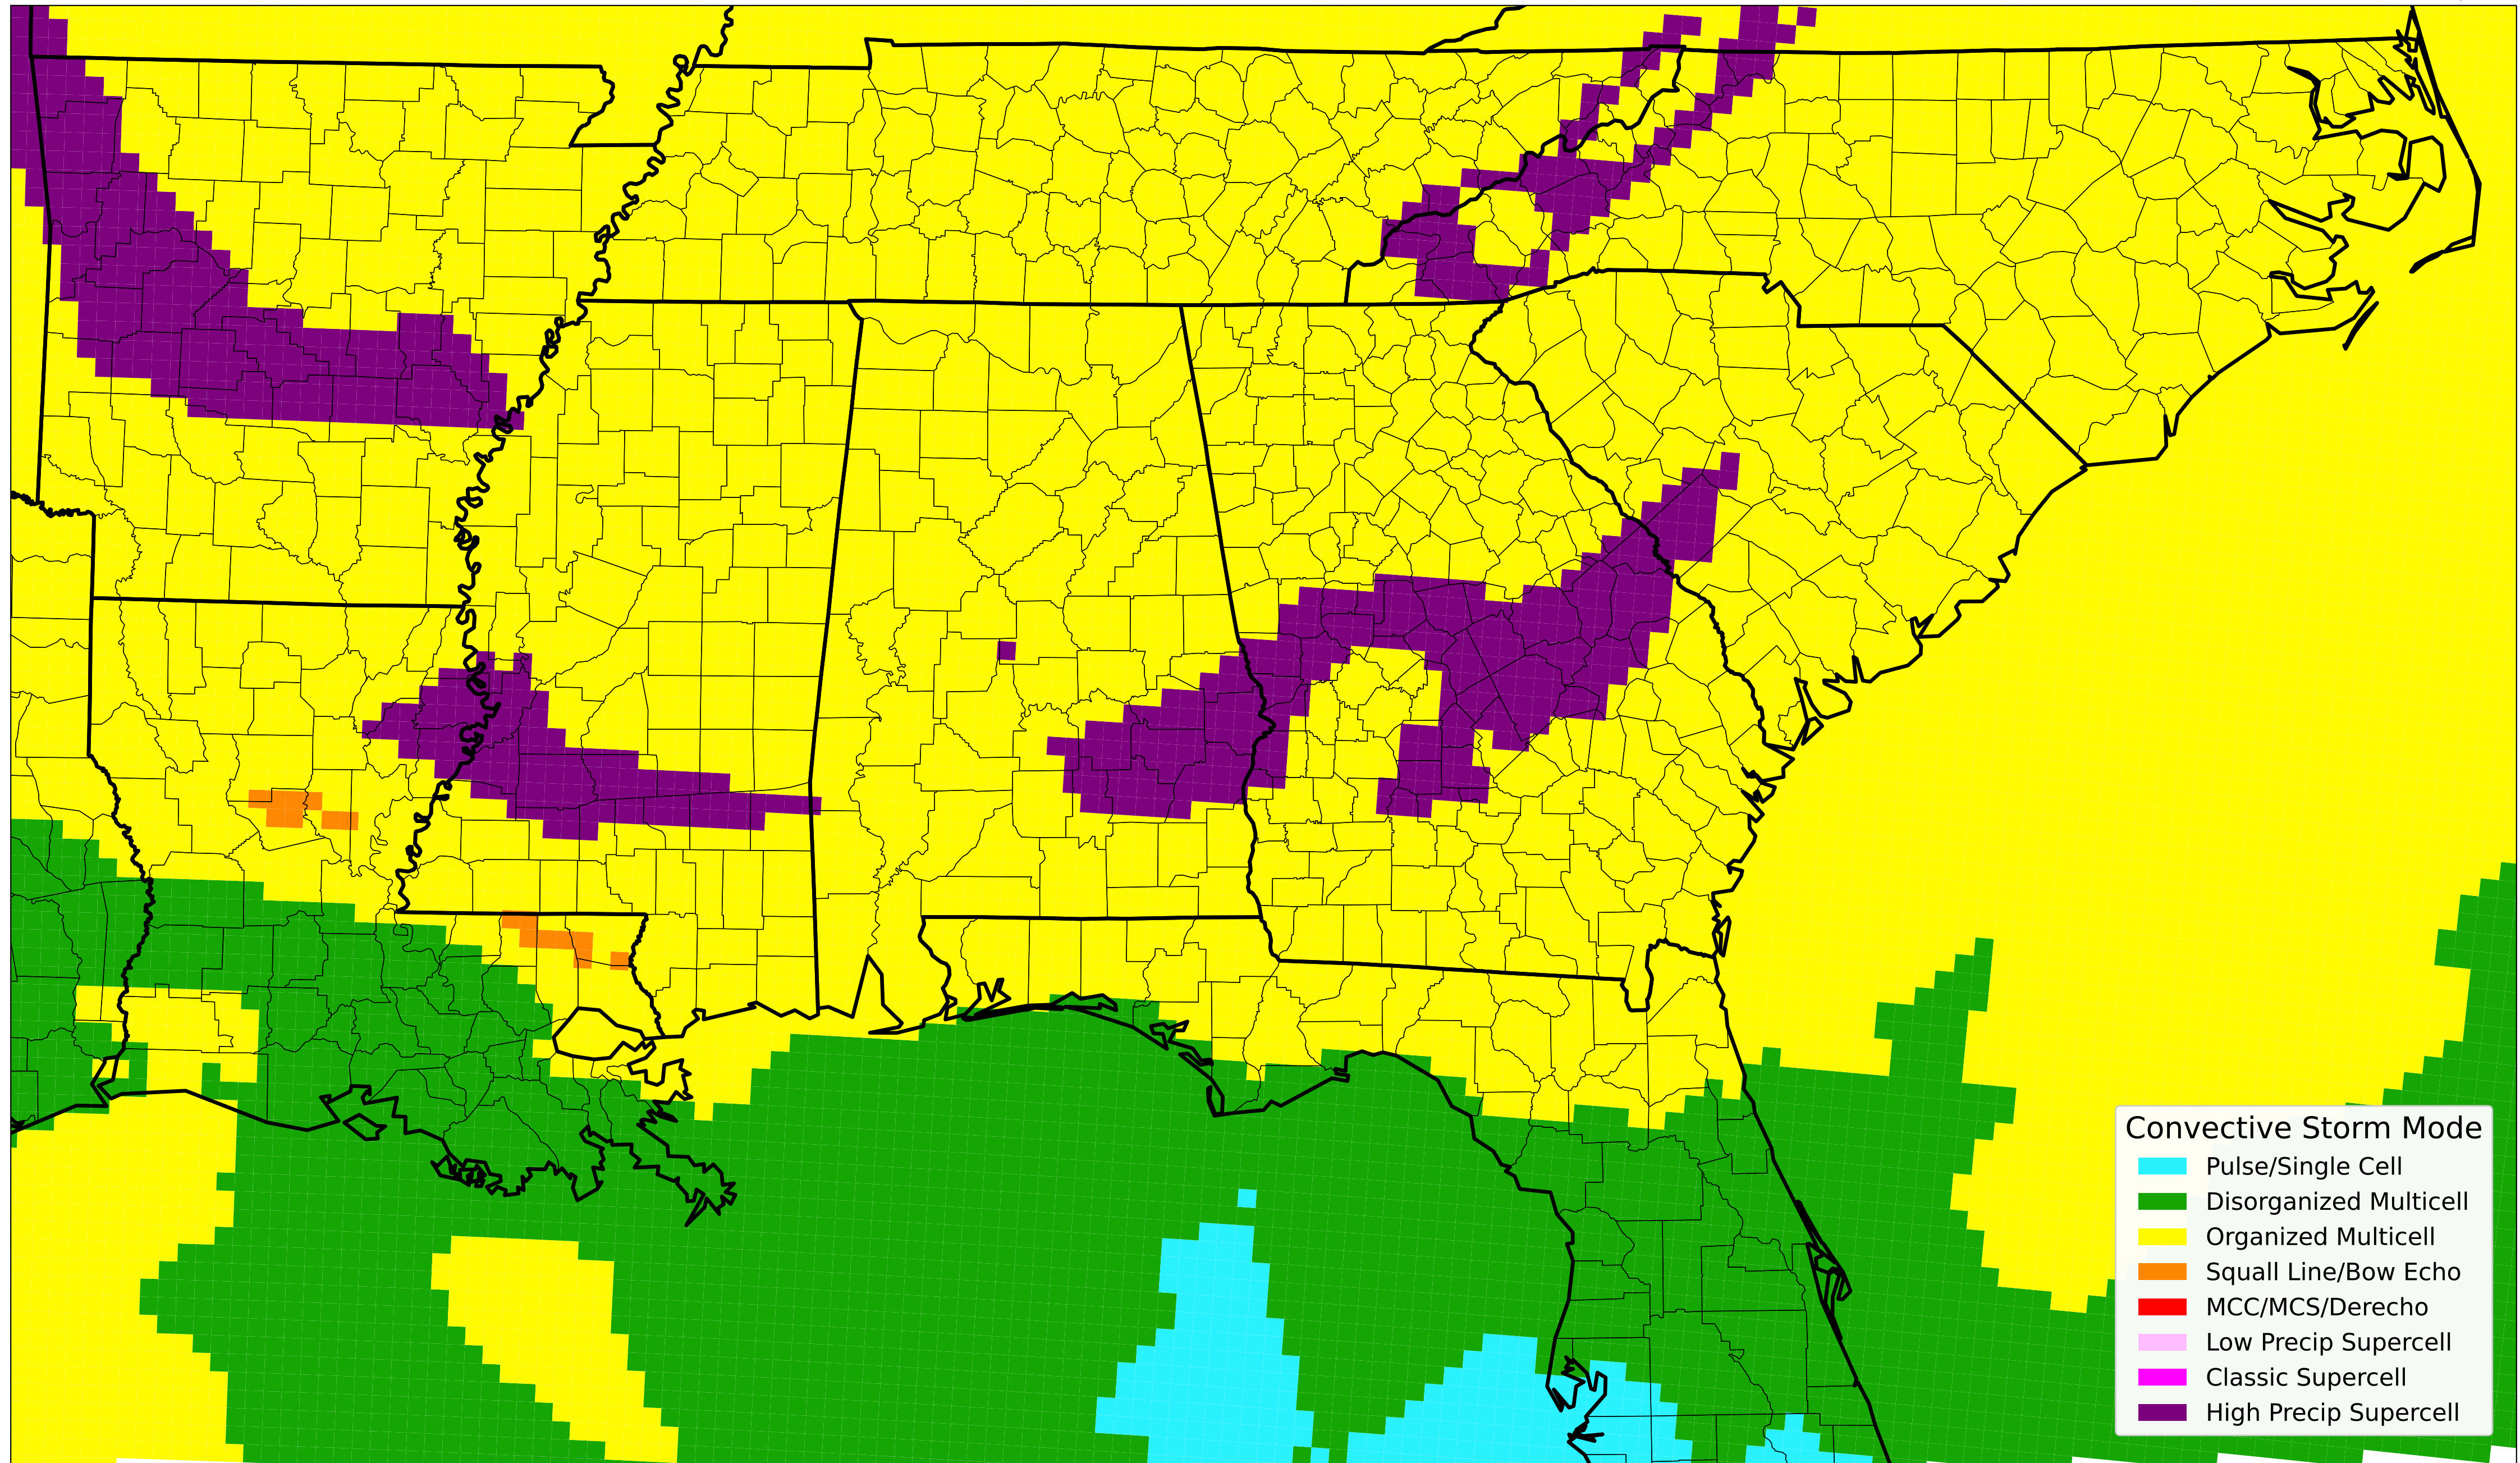 Convective Storm Mode
Pulse/Single Cell
Disorganized Multicell
Organized Multicell
Squall Line/Bow Echo
MCC/MCS/Derecho
Low Precip Supercell
Classic Supercell
High Precip Supercell